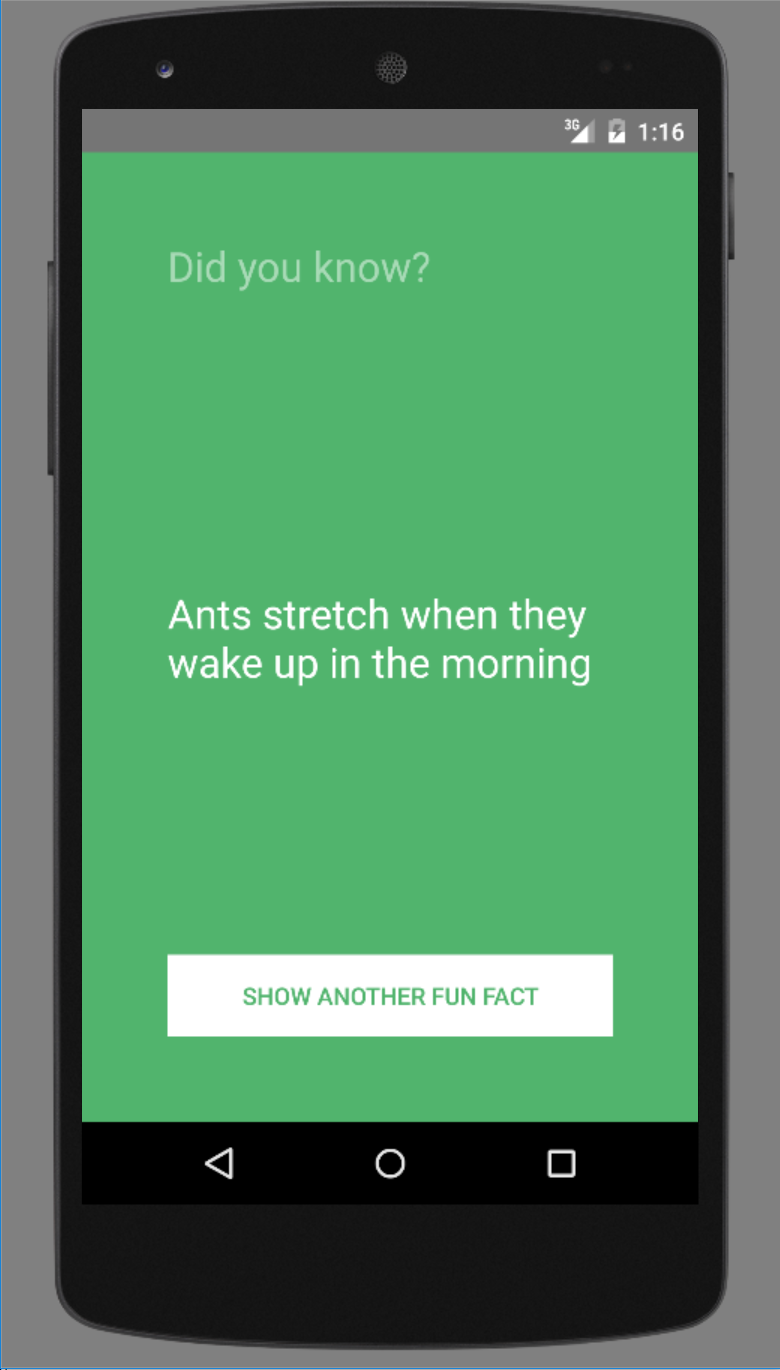 3G 1:16
Did you know?
Ants stretch when they
wake up in the morning
SHOW ANOTHER FUN FACT